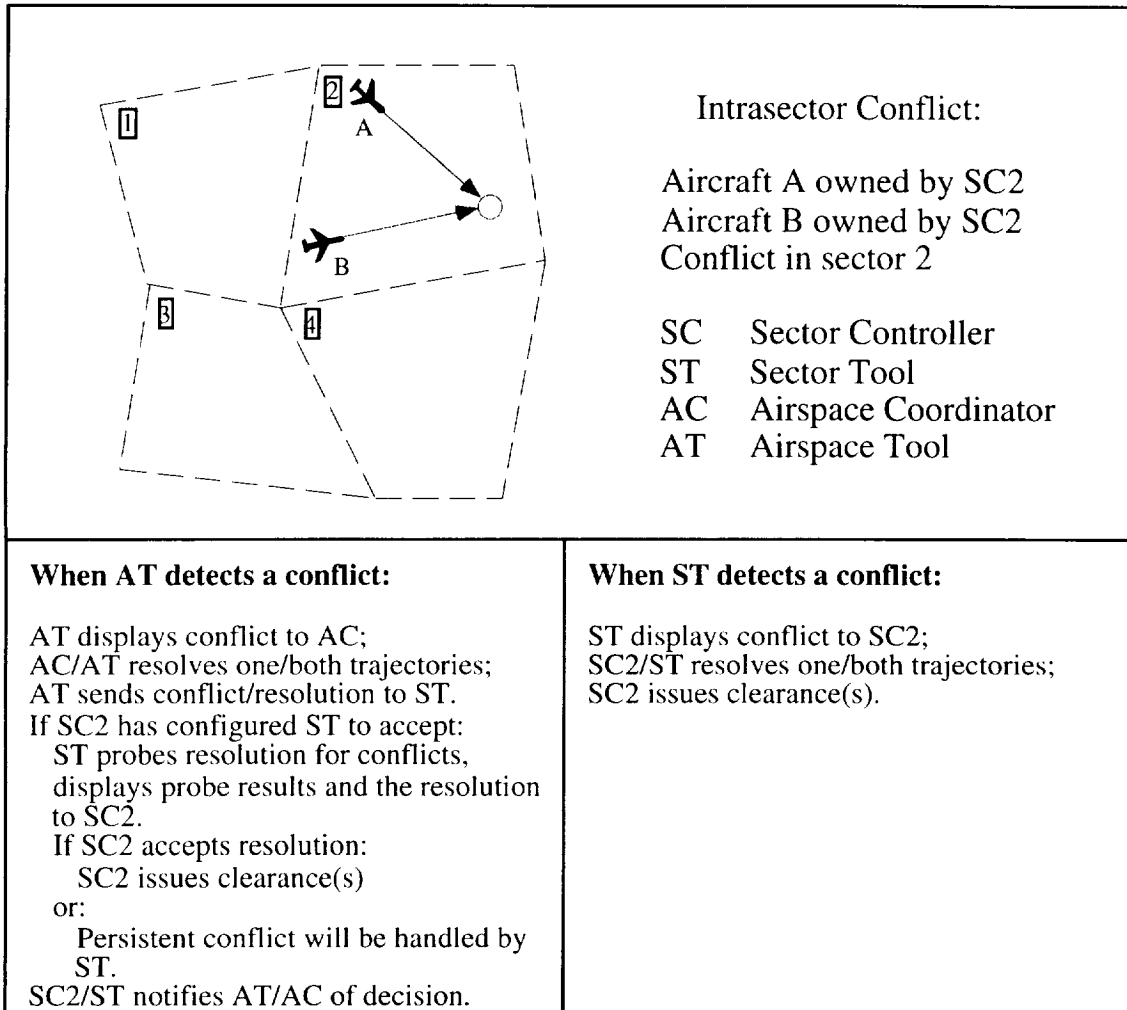 1
2
A
B
3
4
Intrasector Conflict:
Aircraft A owned by SC2
Aircraft B owned by SC2
Conflict in sector 2
SC Sector Controller
ST Sector Tool
AC Airspace Coordinator
AT Airspace Tool
When AT detects a conflict:
AT displays conflict to AC;
AC/AT resolves one/both trajectories;
AT sends conflict/resolution to ST.
If SC2 has configured ST to accept:
ST probes resolution for conflicts,
displays probe results and the resolution
to SC2.
If SC2 accepts resolution:
SC2 issues clearance(s)
or:
Persistent conflict will be handled by
ST.
SC2/ST notifies AT/AC of decision.
When ST detects a conflict:
ST displays conflict to SC2;
SC2/ST resolves one/both trajectories;
SC2 issues clearance(s).